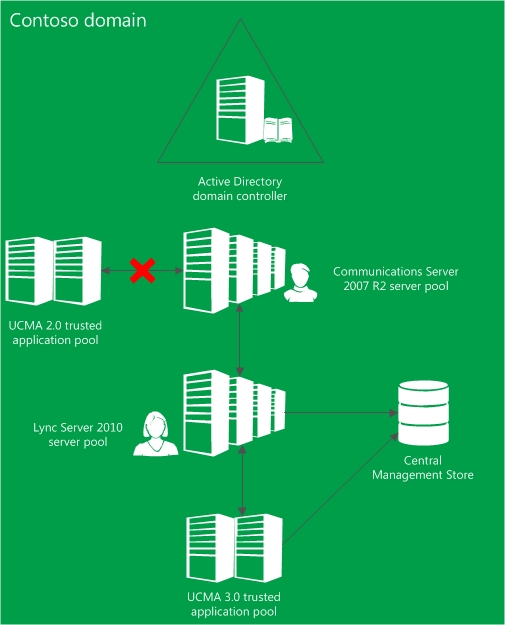 Contoso domain
Active Directory
domain controller
Communications Server
2007 R2 server pool
UCMA 2.0 trusted
application pool
Lync Server 2010
server pool
Central
Management Store
UCMA 3.0 trusted
application pool